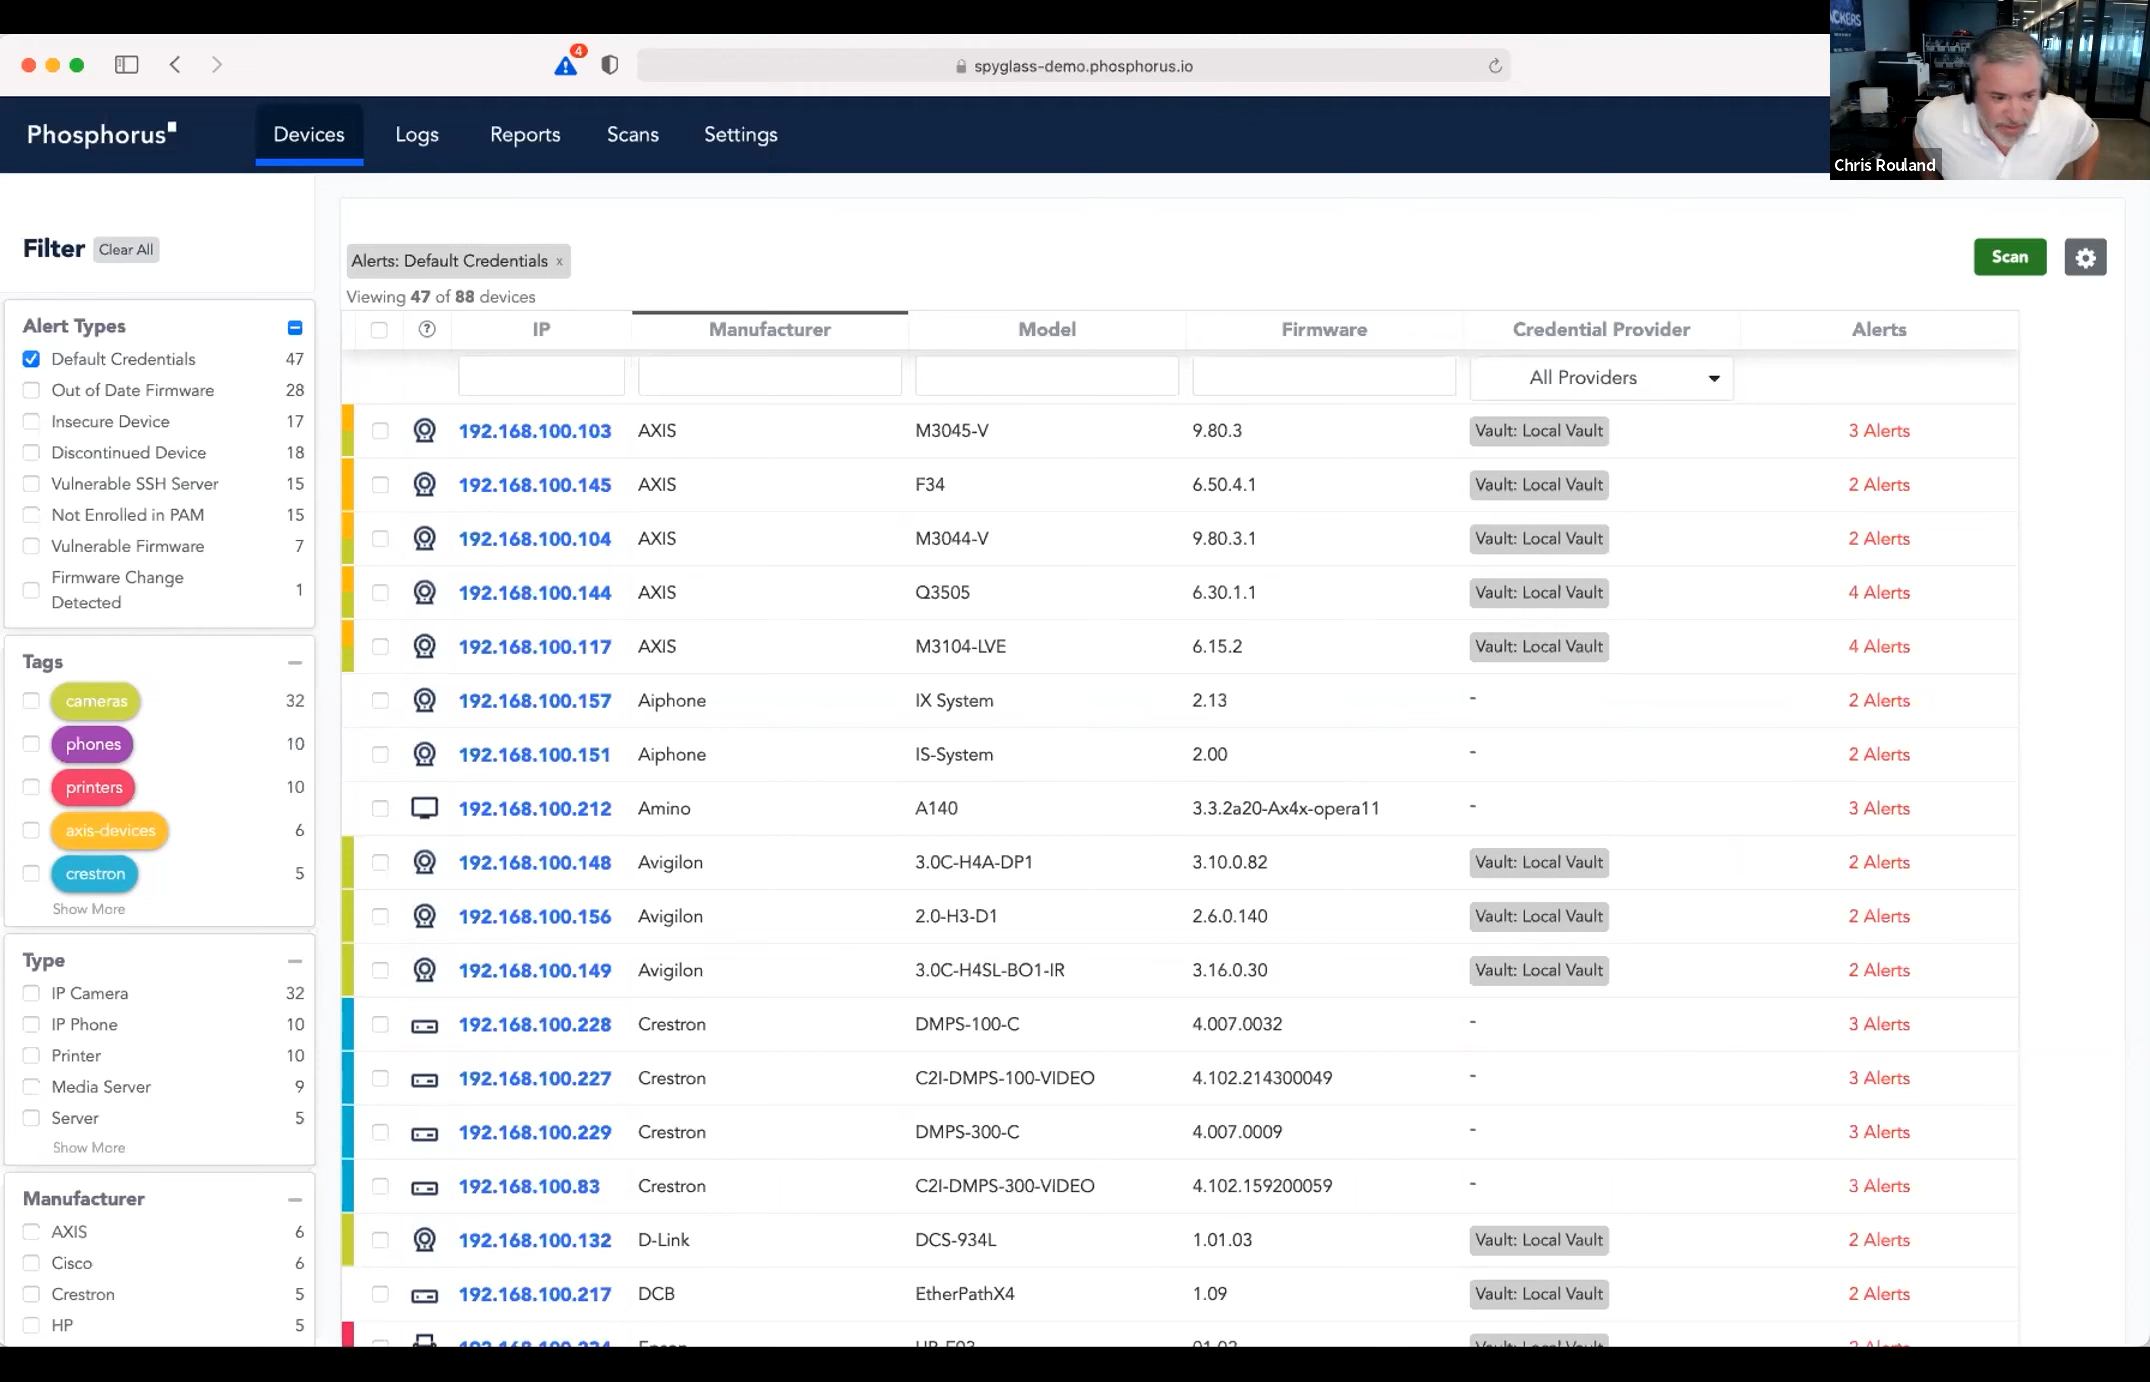 4
spyglass-demo.phosphorus.io
Phosphorus
Devices
Logs
Reports
Scans
Settings
Chris Rouland
Filter
Clear All
Alert Types
Default Credentials 47
Out of Date Firmware 28
Insecure Device 17
Discontinued Device 18
Vulnerable SSH Server 15
Not Enrolled in PAM 15
Vulnerable Firmware 7
Firmware Change
Detected
1
Tags
cameras 32
phones 10
printers 10
axis-devices 6
crestron 5
Show More
Type
IP Camera 32
IP Phone 10
Printer 10
Media Server 9
Server 5
Show More
Manufacturer
AXIS 6
Cisco 6
Crestron 5
HP 5
Alerts: Default Credentials x
Scan
Viewing 47 of 88 devices
? IP Manufacturer Model Firmware Credential Provider Alerts
All Providers
192.168.100.103 AXIS M3045-V 9.80.3 Vault: Local Vault 3 Alerts
192.168.100.145 AXIS F34 6.50.4.1 Vault: Local Vault 2 Alerts
192.168.100.104 AXIS M3044-V 9.80.3.1 Vault: Local Vault 2 Alerts
192.168.100.144 AXIS Q3505 6.30.1.1 Vault: Local Vault 4 Alerts
192.168.100.117 AXIS M3104-LVE 6.15.2 Vault: Local Vault 4 Alerts
192.168.100.157 Aiphone IX System 2.13 - 2 Alerts
192.168.100.151 Aiphone IS-System 2.00 - 2 Alerts
192.168.100.212 Amino A140 3.3.2a20-Ax4x-opera11 - 3 Alerts
192.168.100.148 Avigilon 3.0C-H4A-DP1 3.10.0.82 Vault: Local Vault 2 Alerts
192.168.100.156 Avigilon 2.0-H3-D1 2.6.0.140 Vault: Local Vault 2 Alerts
192.168.100.149 Avigilon 3.0C-H4SL-BO1-IR 3.16.0.30 Vault: Local Vault 2 Alerts
192.168.100.228 Crestron DMPS-100-C 4.007.0032 - 3 Alerts
192.168.100.227 Crestron C2I-DMPS-100-VIDEO 4.102.214300049 - 3 Alerts
192.168.100.229 Crestron DMPS-300-C 4.007.0009 - 3 Alerts
192.168.100.83 Crestron C2I-DMPS-300-VIDEO 4.102.159200059 - 3 Alerts
192.168.100.132 D-Link DCS-934L 1.01.03 Vault: Local Vault 2 Alerts
192.168.100.217 DCB EtherPathX4 1.09 Vault: Local Vault 2 Alerts